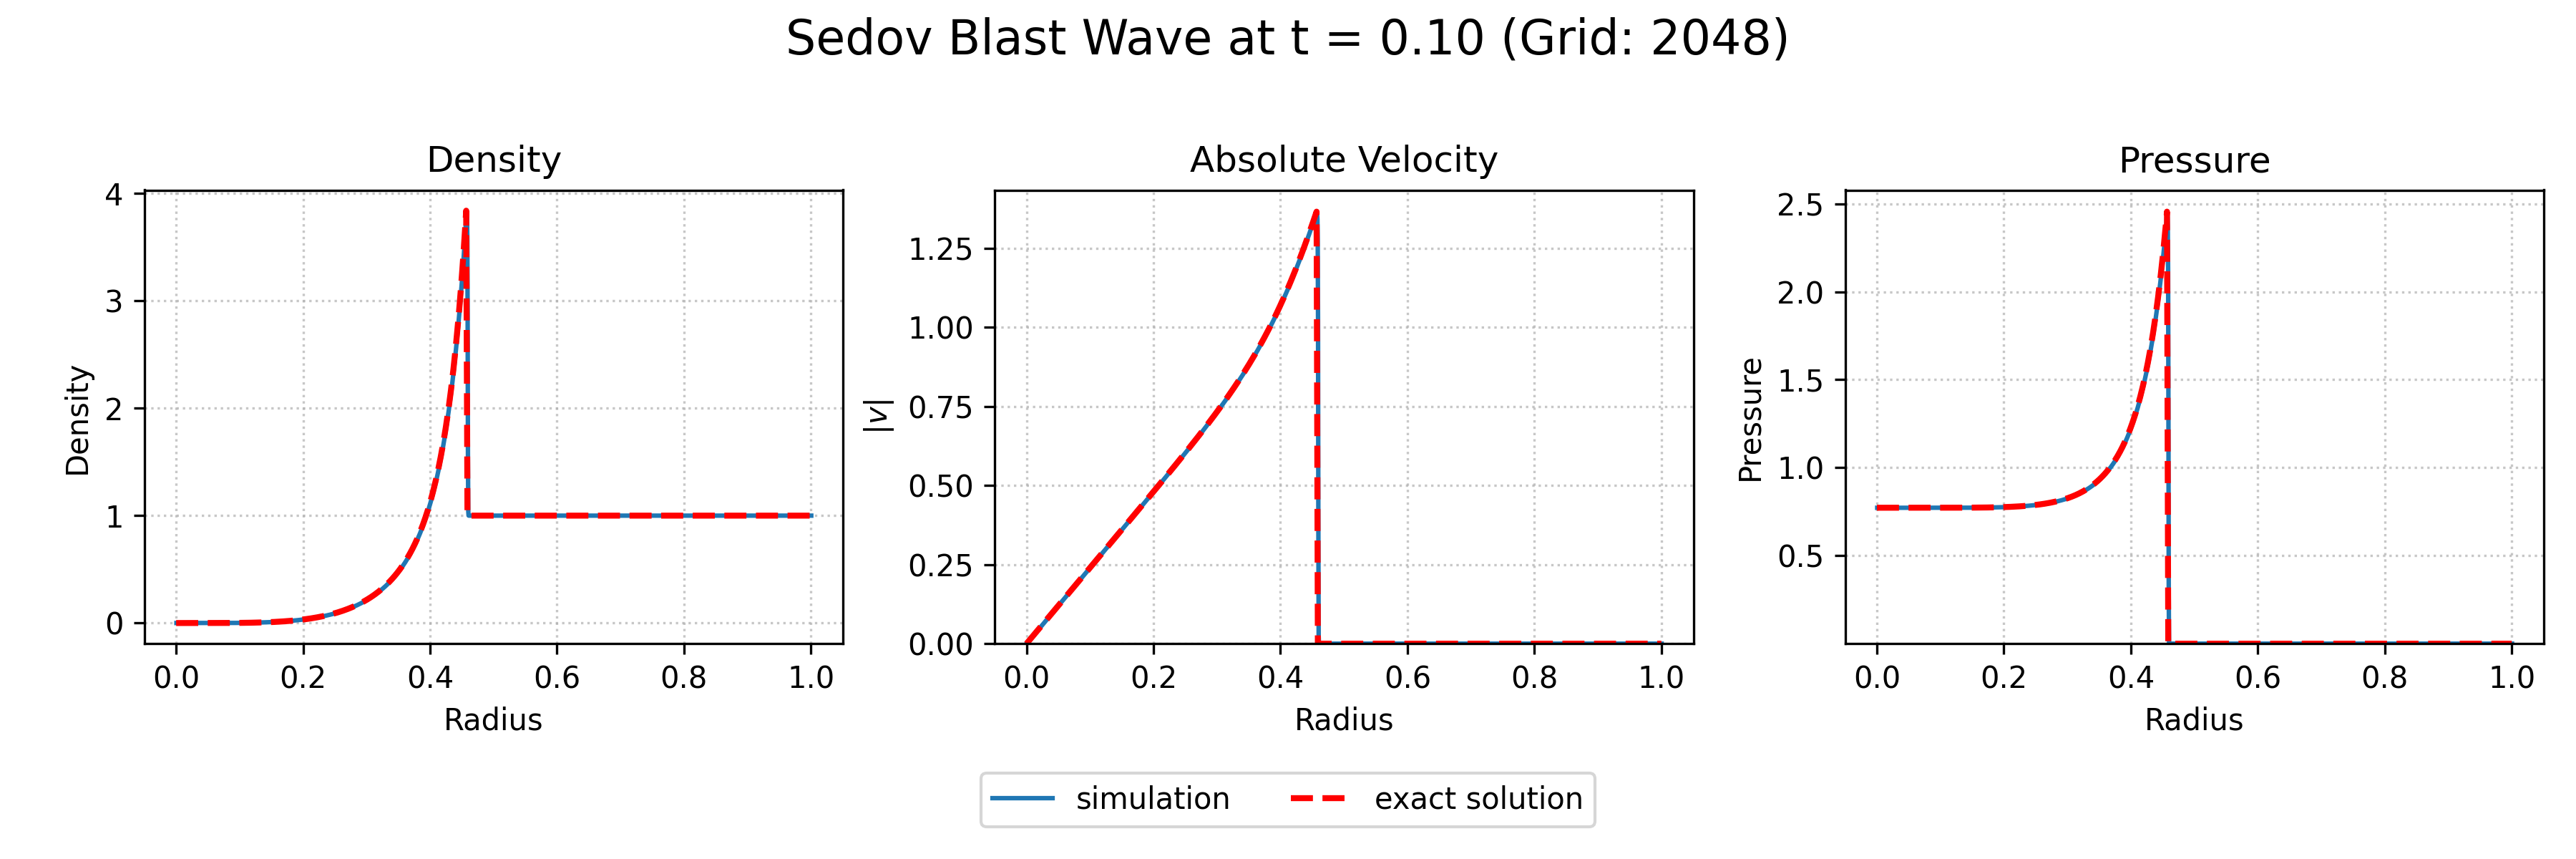 Sedov Blast Wave at t = 0.10 (Grid: 2048)
Density
4
3
2
1
0
Density
0.0 0.2 0.4 0.6 0.8 1.0
Radius
Absolute Velocity
1.25
1.00
0.75
0.50
0.25
0.00
|v|
0.0 0.2 0.4 0.6 0.8 1.0
Radius
Pressure
2.5
2.0
1.5
1.0
0.5
Pressure
0.0 0.2 0.4 0.6 0.8 1.0
Radius
simulation exact solution